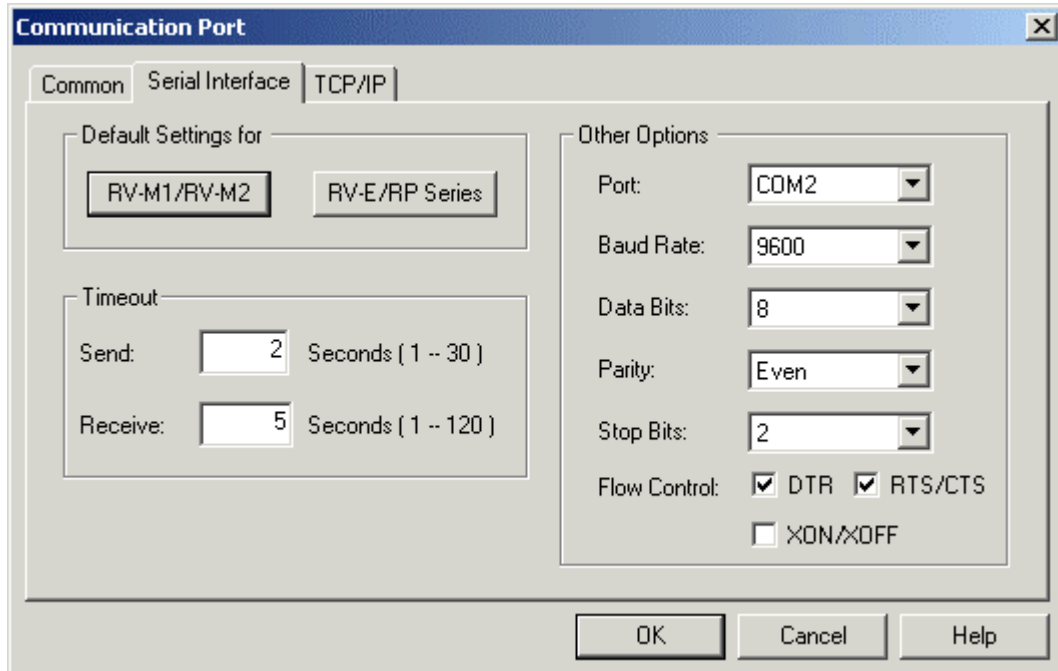 Communication Port
Common Serial Interface TCP/IP
Default Settings for
RV-M1/RV-M2 RV-E/RP Series
Timeout
Send: 2 Seconds ( 1 -- 30 )
Receive: 5 Seconds ( 1 -- 120 )
Other Options
Port: COM2
Baud Rate: 9600
Data Bits: 8
Parity: Even
Stop Bits: 2
Flow Control: DTR RTS/CTS
XON/XOFF
OK Cancel Help